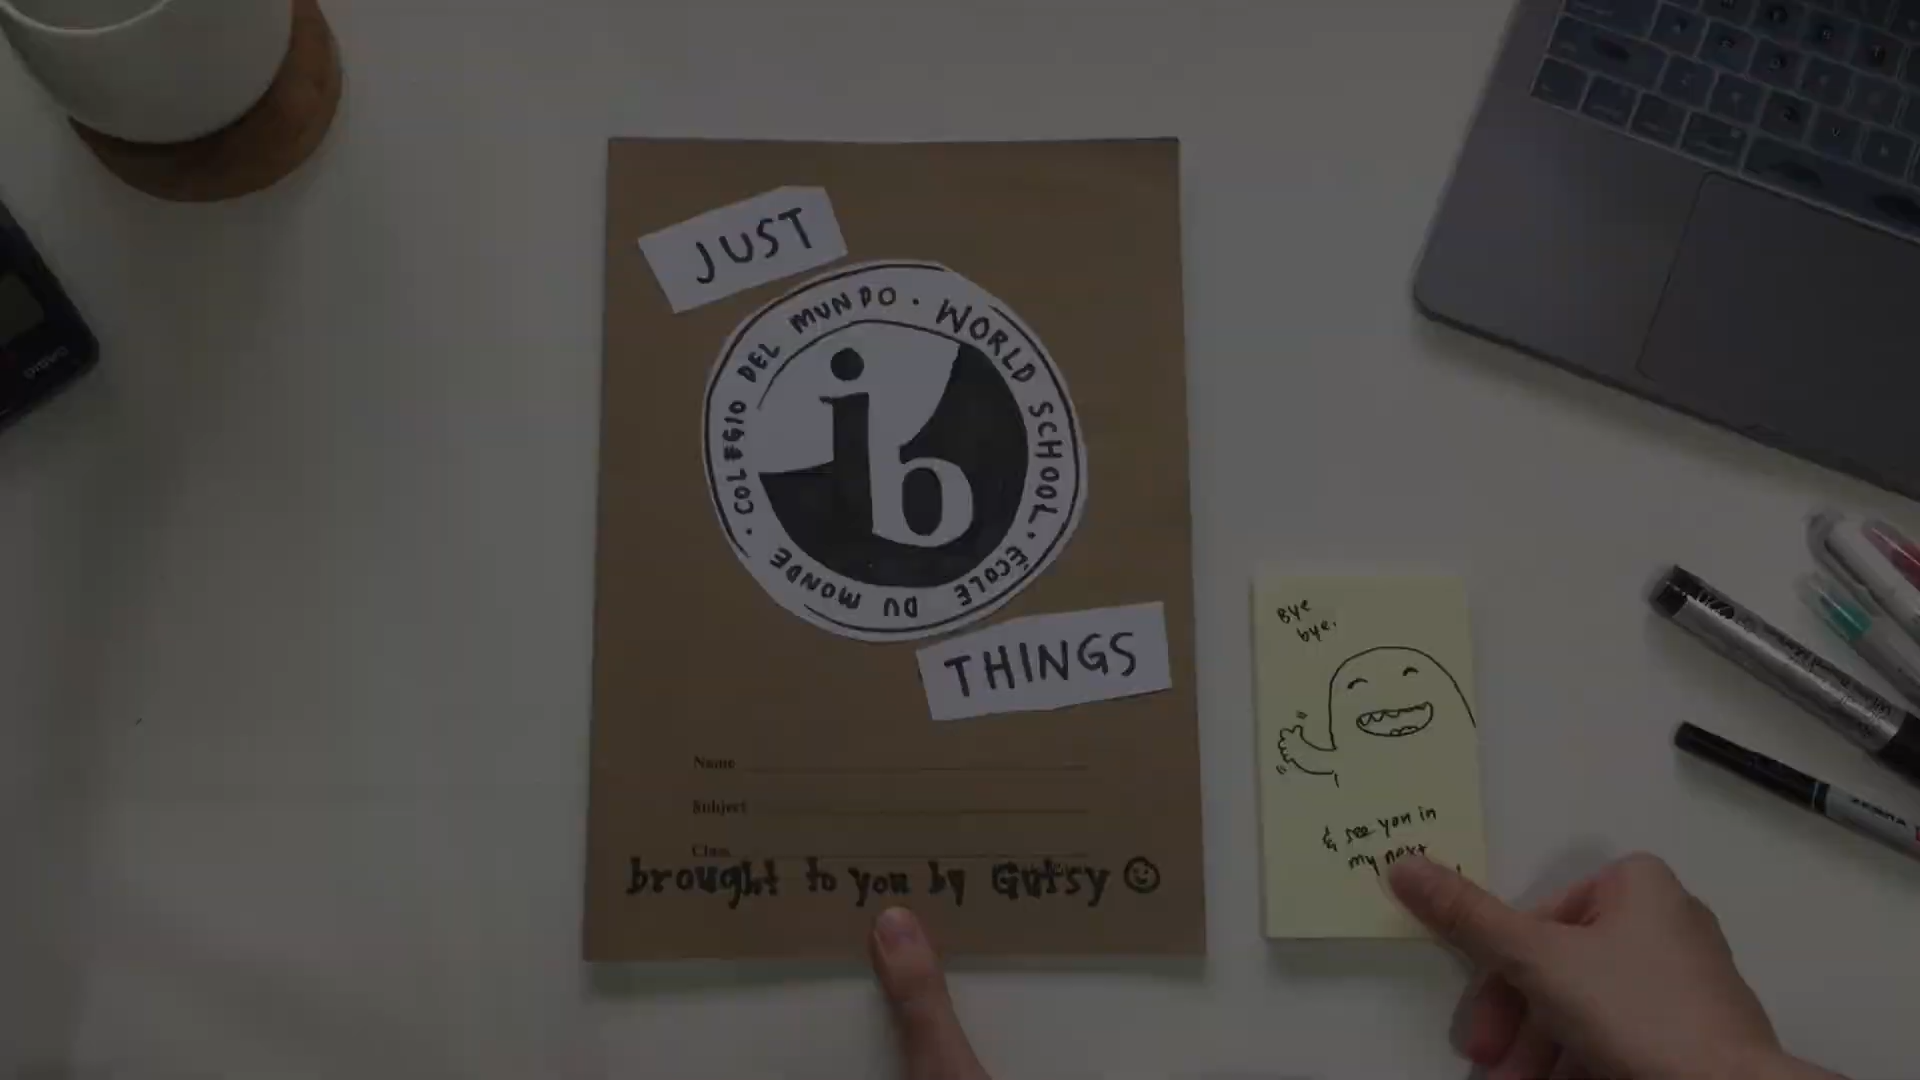 JUST
COLEGIO DEL MUNDO · WORLD SCHOOL · ÉCOLE DU MONDE ·
ib
THINGS
Name
Subject
Class
brought to you by Gutsy
Bye
bye.
& see you in
my next
CASIO